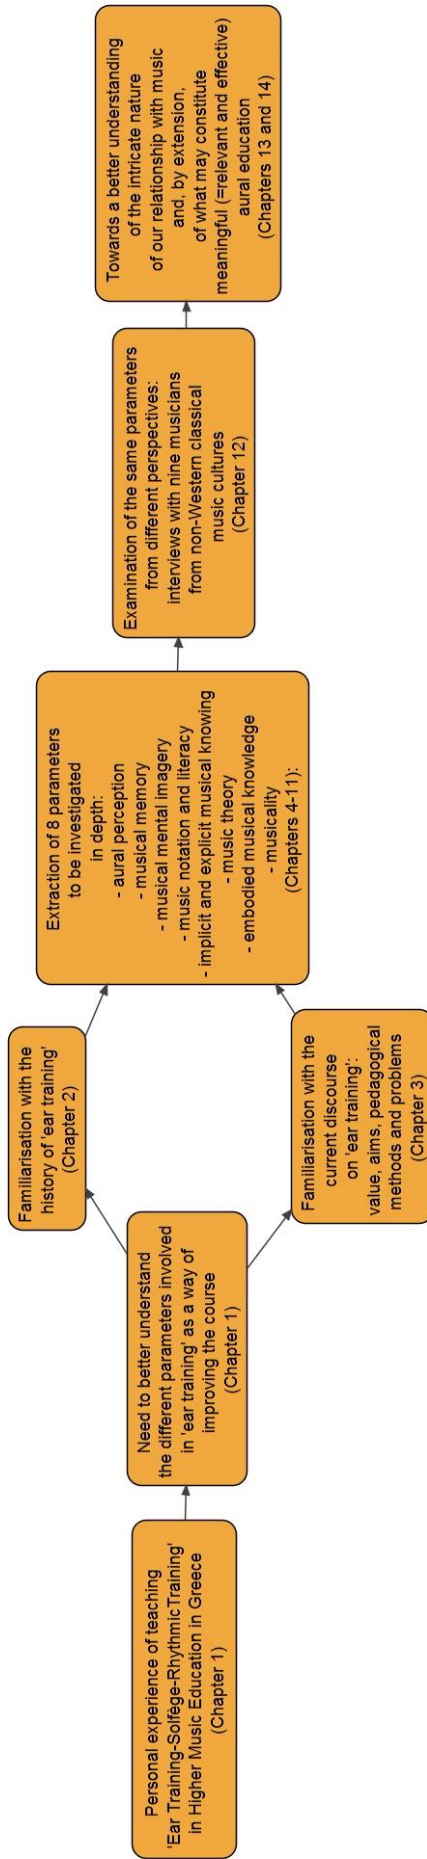 Personal experience of teaching
'Ear Training-Solfège-RhythmicTraining'
in Higher Music Education in Greece
(Chapter 1)
Need to better understand
the different parameters involved
in 'ear training' as a way of
improving the course
(Chapter 1)
Familiarisation with the
history of 'ear training'
(Chapter 2)
Familiarisation with the
current discourse
on 'ear training':
value, aims, pedagogical
methods and problems
(Chapter 3)
Extraction of 8 parameters
to be investigated
in depth:
- aural perception
- musical memory
- musical mental imagery
- music notation and literacy
- implicit and explicit musical knowing
- music theory
- embodied musical knowledge
- musicality
(Chapters 4-11):
Examination of the same parameters
from different perspectives:
interviews with nine musicians
from non-Western classical
music cultures
(Chapter 12)
Towards a better understanding
of the intricate nature
of our relationship with music
and, by extension,
of what may constitute
meaningful (=relevant and effective)
aural education
(Chapters 13 and 14)